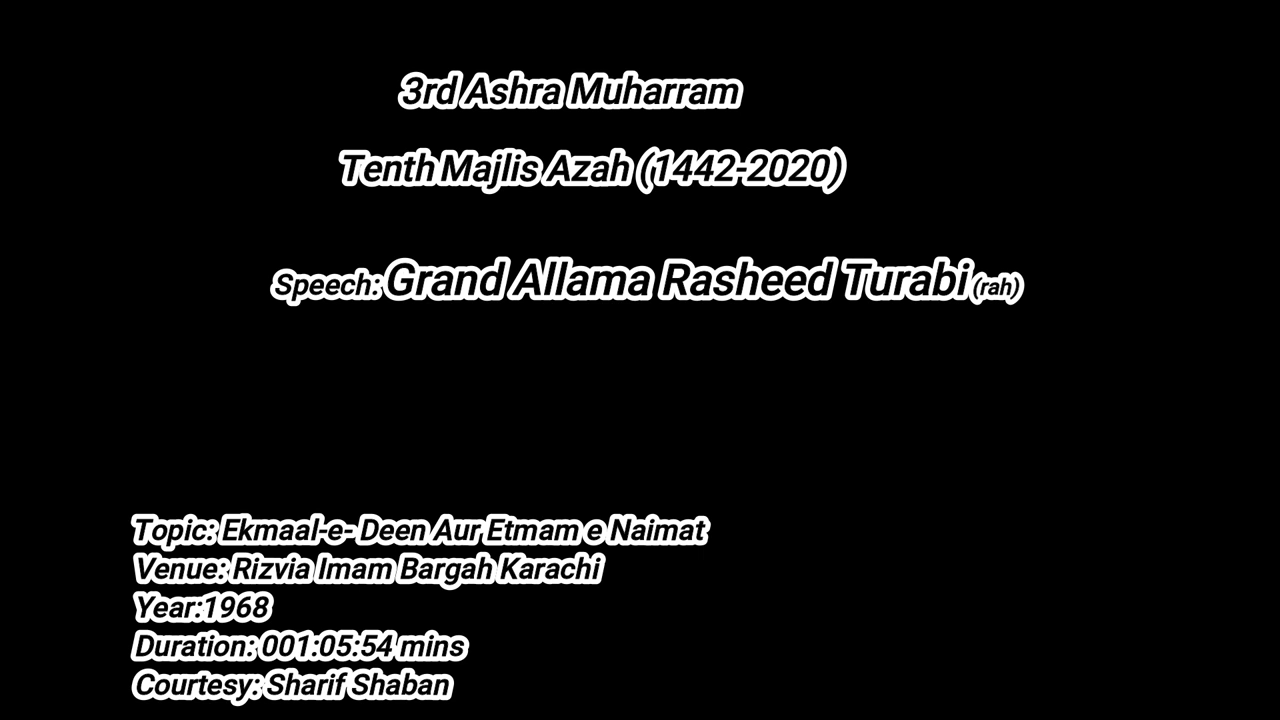 3rd Ashra Muharram
Tenth Majlis Azah (1442-2020)
Speech: Grand Allama Rasheed Turabi (rah)
Topic: Ekmaal-e- Deen Aur Etmam e Naimat
Venue: Rizvia Imam Bargah Karachi
Year:1968
Duration: 001:05:54 mins
Courtesy: Sharif Shaban